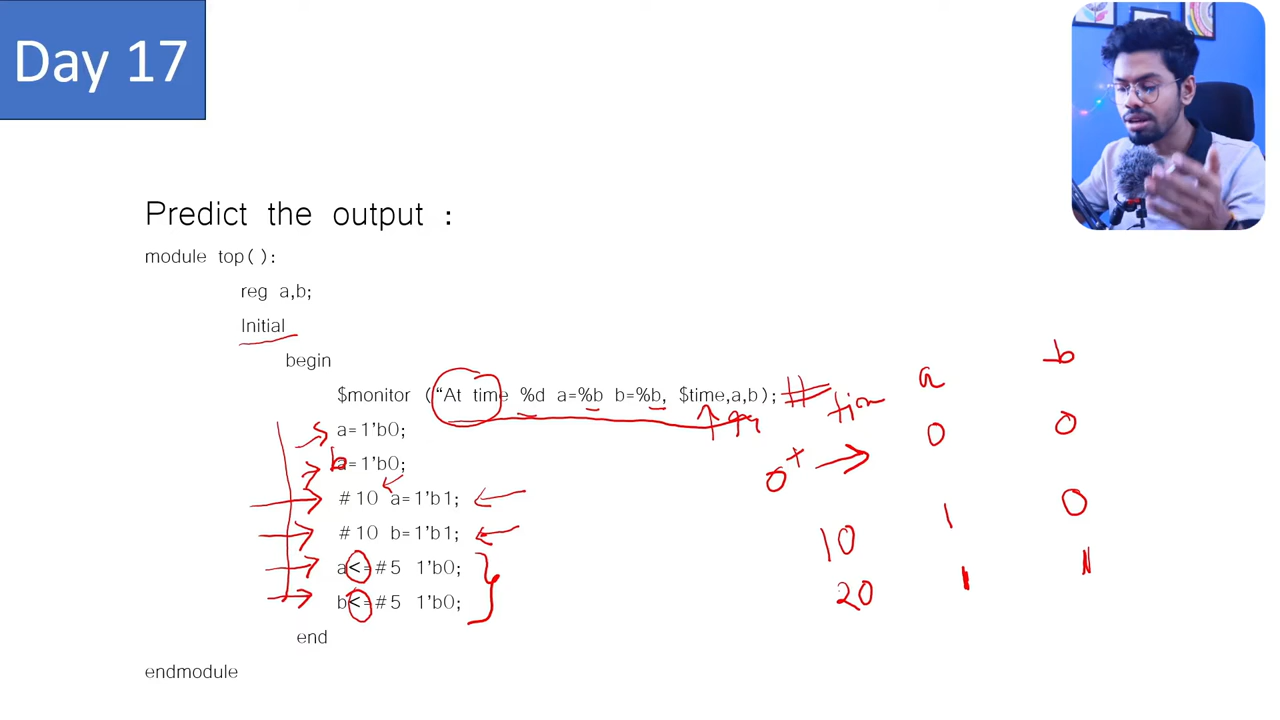 Day 17
Predict the output :
module top():
reg a,b;
Initial
begin
$monitor (“At time %d a=%b b=%b, $time,a,b);
a=1’b0;
b a=1’b0;
#10 a=1’b1;
#10 b=1’b1;
a<=#5 1’b0;
b<=#5 1’b0;
end
endmodule
a b
0+ → 0 0
10 1 0
20 1 1